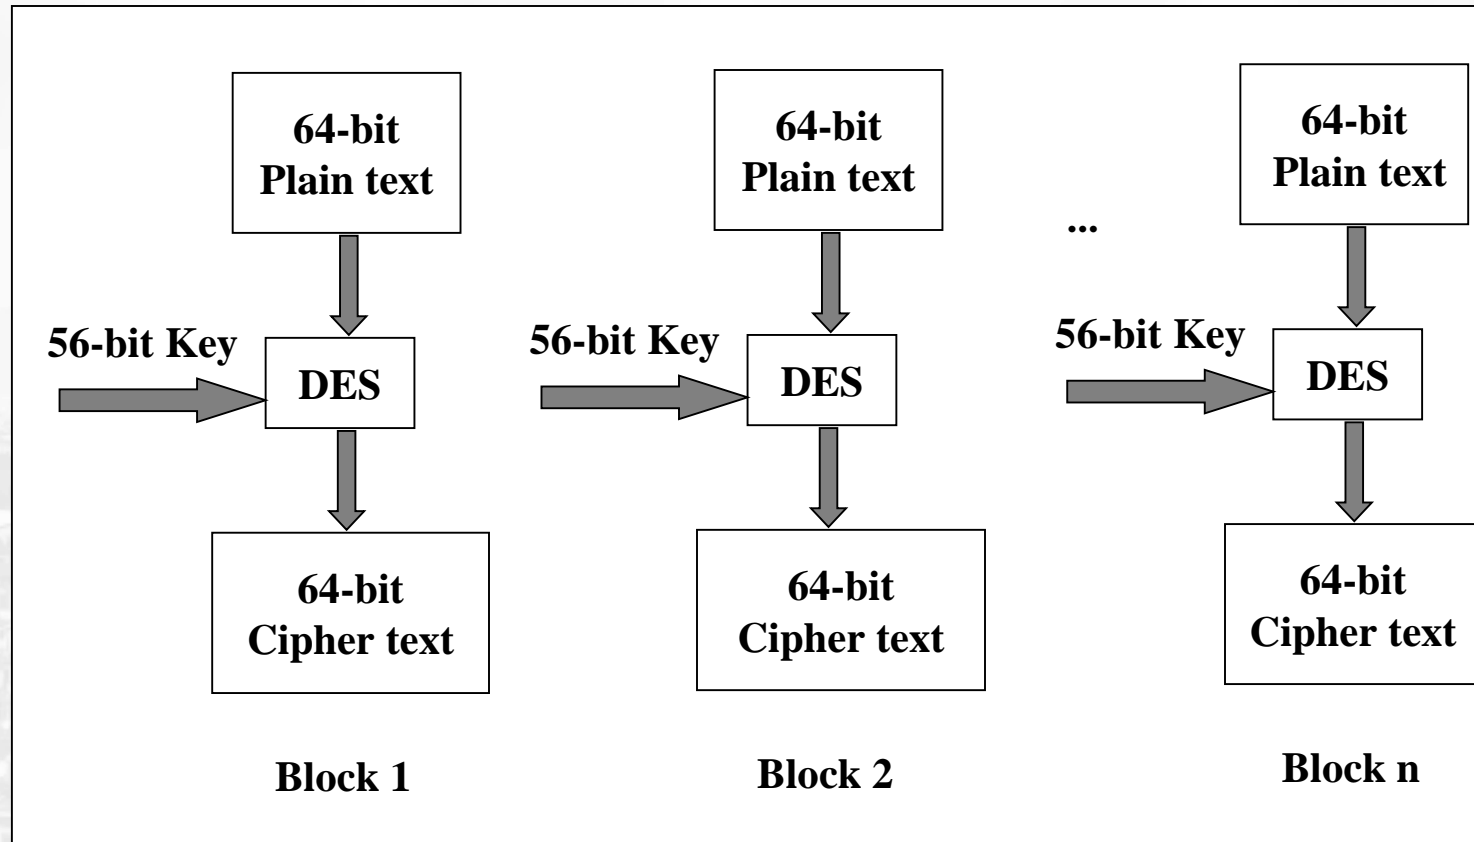 64-bit
Plain text
56-bit Key
DES
64-bit
Cipher text
Block 1
64-bit
Plain text
56-bit Key
DES
64-bit
Cipher text
Block 2
...
64-bit
Plain text
56-bit Key
DES
64-bit
Cipher text
Block n